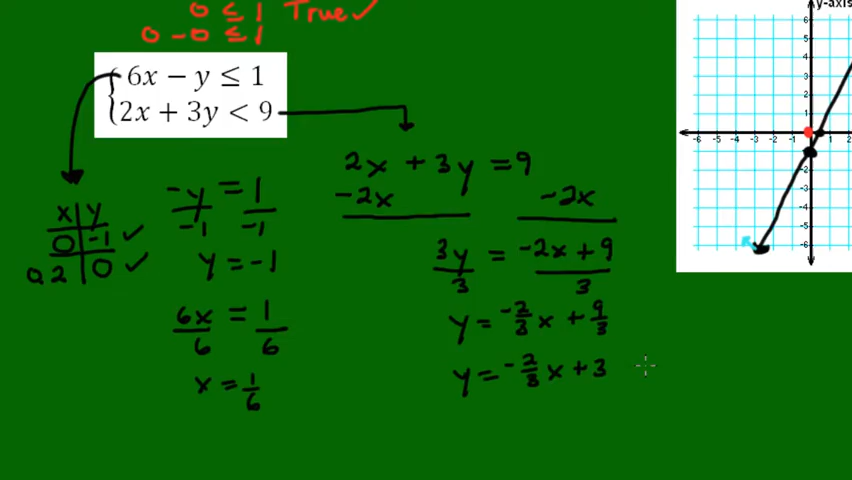 0 ≤ 1 True ✓
0 - 0 ≤ 1
6x − y ≤ 1
2x + 3y < 9
x y
0 -1 ✓
0.2 0 ✓
-y = 1
-1 -1
y = -1
6x = 1
6 6
x = 1/6
2x + 3y = 9
-2x -2x
3y = -2x + 9
3 3
y = -2/3 x + 9/3
y = -2/3 x + 3
y-axis
6
5
4
3
2
1
-6 -5 -4 -3 -2 -1 1 2
-2
-3
-4
-5
-6